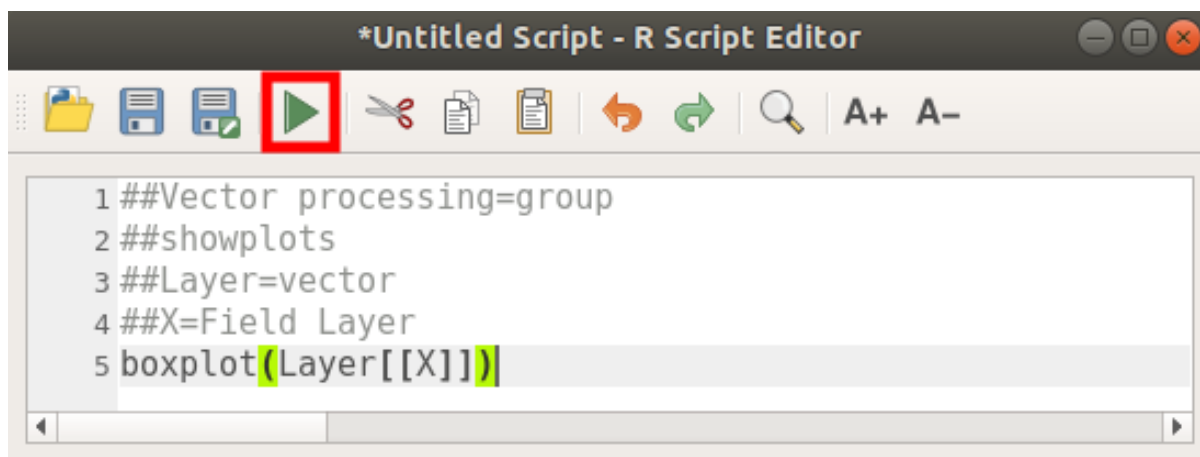 *Untitled Script - R Script Editor
A+ A-
1 ##Vector processing=group
2 ##showplots
3 ##Layer=vector
4 ##X=Field Layer
5 boxplot(Layer[[X]])